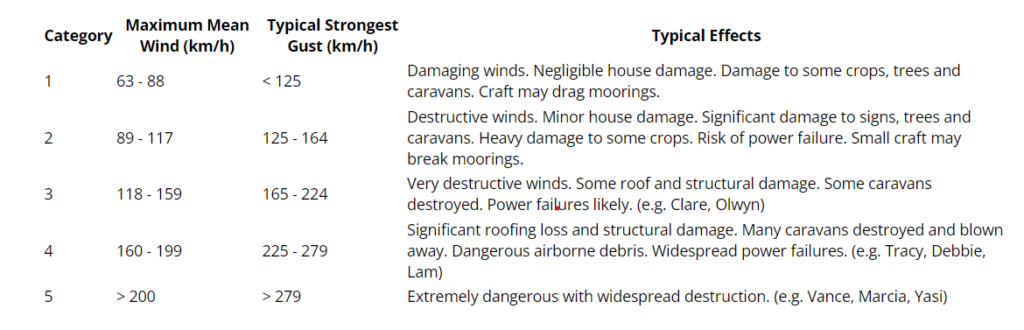 Category Maximum Mean Wind (km/h) Typical Strongest Gust (km/h) Typical Effects
1 63 - 88 < 125 Damaging winds. Negligible house damage. Damage to some crops, trees and
caravans. Craft may drag moorings.
2 89 - 117 125 - 164 Destructive winds. Minor house damage. Significant damage to signs, trees and
caravans. Heavy damage to some crops. Risk of power failure. Small craft may
break moorings.
3 118 - 159 165 - 224 Very destructive winds. Some roof and structural damage. Some caravans
destroyed. Power failures likely. (e.g. Clare, Olwyn)
4 160 - 199 225 - 279 Significant roofing loss and structural damage. Many caravans destroyed and blown
away. Dangerous airborne debris. Widespread power failures. (e.g. Tracy, Debbie,
Lam)
5 > 200 > 279 Extremely dangerous with widespread destruction. (e.g. Vance, Marcia, Yasi)